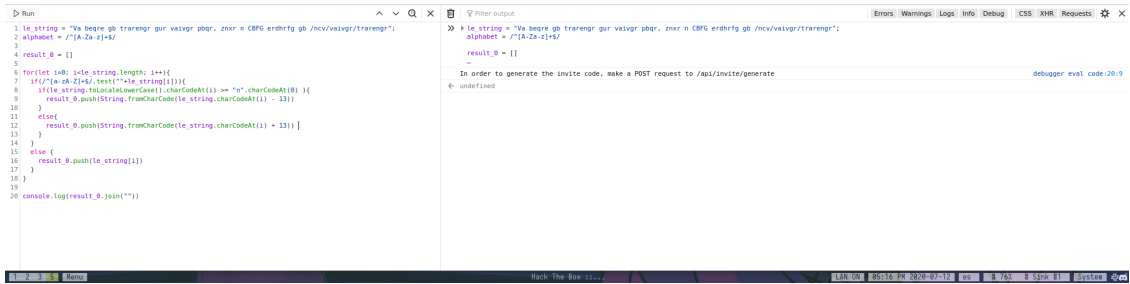 Run
Filter output
Errors Warnings Logs Info Debug CSS XHR Requests
1 le_string = "Va beqre gb trarengr gur vaivgr pbqr, znxr n CBFG erdhrfg gb /ncv/vaivgr/trarengr";
2 alphabet = /^[A-Za-z]+$/
3
4 result_0 = []
5
6 for(let i=0; i<le_string.length; i++){
7 if(/^[a-zA-Z]+$/.test(""+le_string[i])){
8 if(le_string.toLocaleLowerCase().charCodeAt(i) >= "n".charCodeAt(0) ){
9 result_0.push(String.fromCharCode(le_string.charCodeAt(i) - 13))
10 }
11 else{
12 result_0.push(String.fromCharCode(le_string.charCodeAt(i) + 13))
13 }
14 }
15 else {
16 result_0.push(le_string[i])
17 }
18 }
19
20 console.log(result_0.join(""))
le_string = "Va beqre gb trarengr gur vaivgr pbqr, znxr n CBFG erdhrfg gb /ncv/vaivgr/trarengr";
alphabet = /^[A-Za-z]+$/
result_0 = []
…
In order to generate the invite code, make a POST request to /api/invite/generate debugger eval code:20:9
undefined
1 2 3 5 Menu Hack The Box ::... LAN ON 05:16 PM 2020-07-12 es 76% Sink #1 System